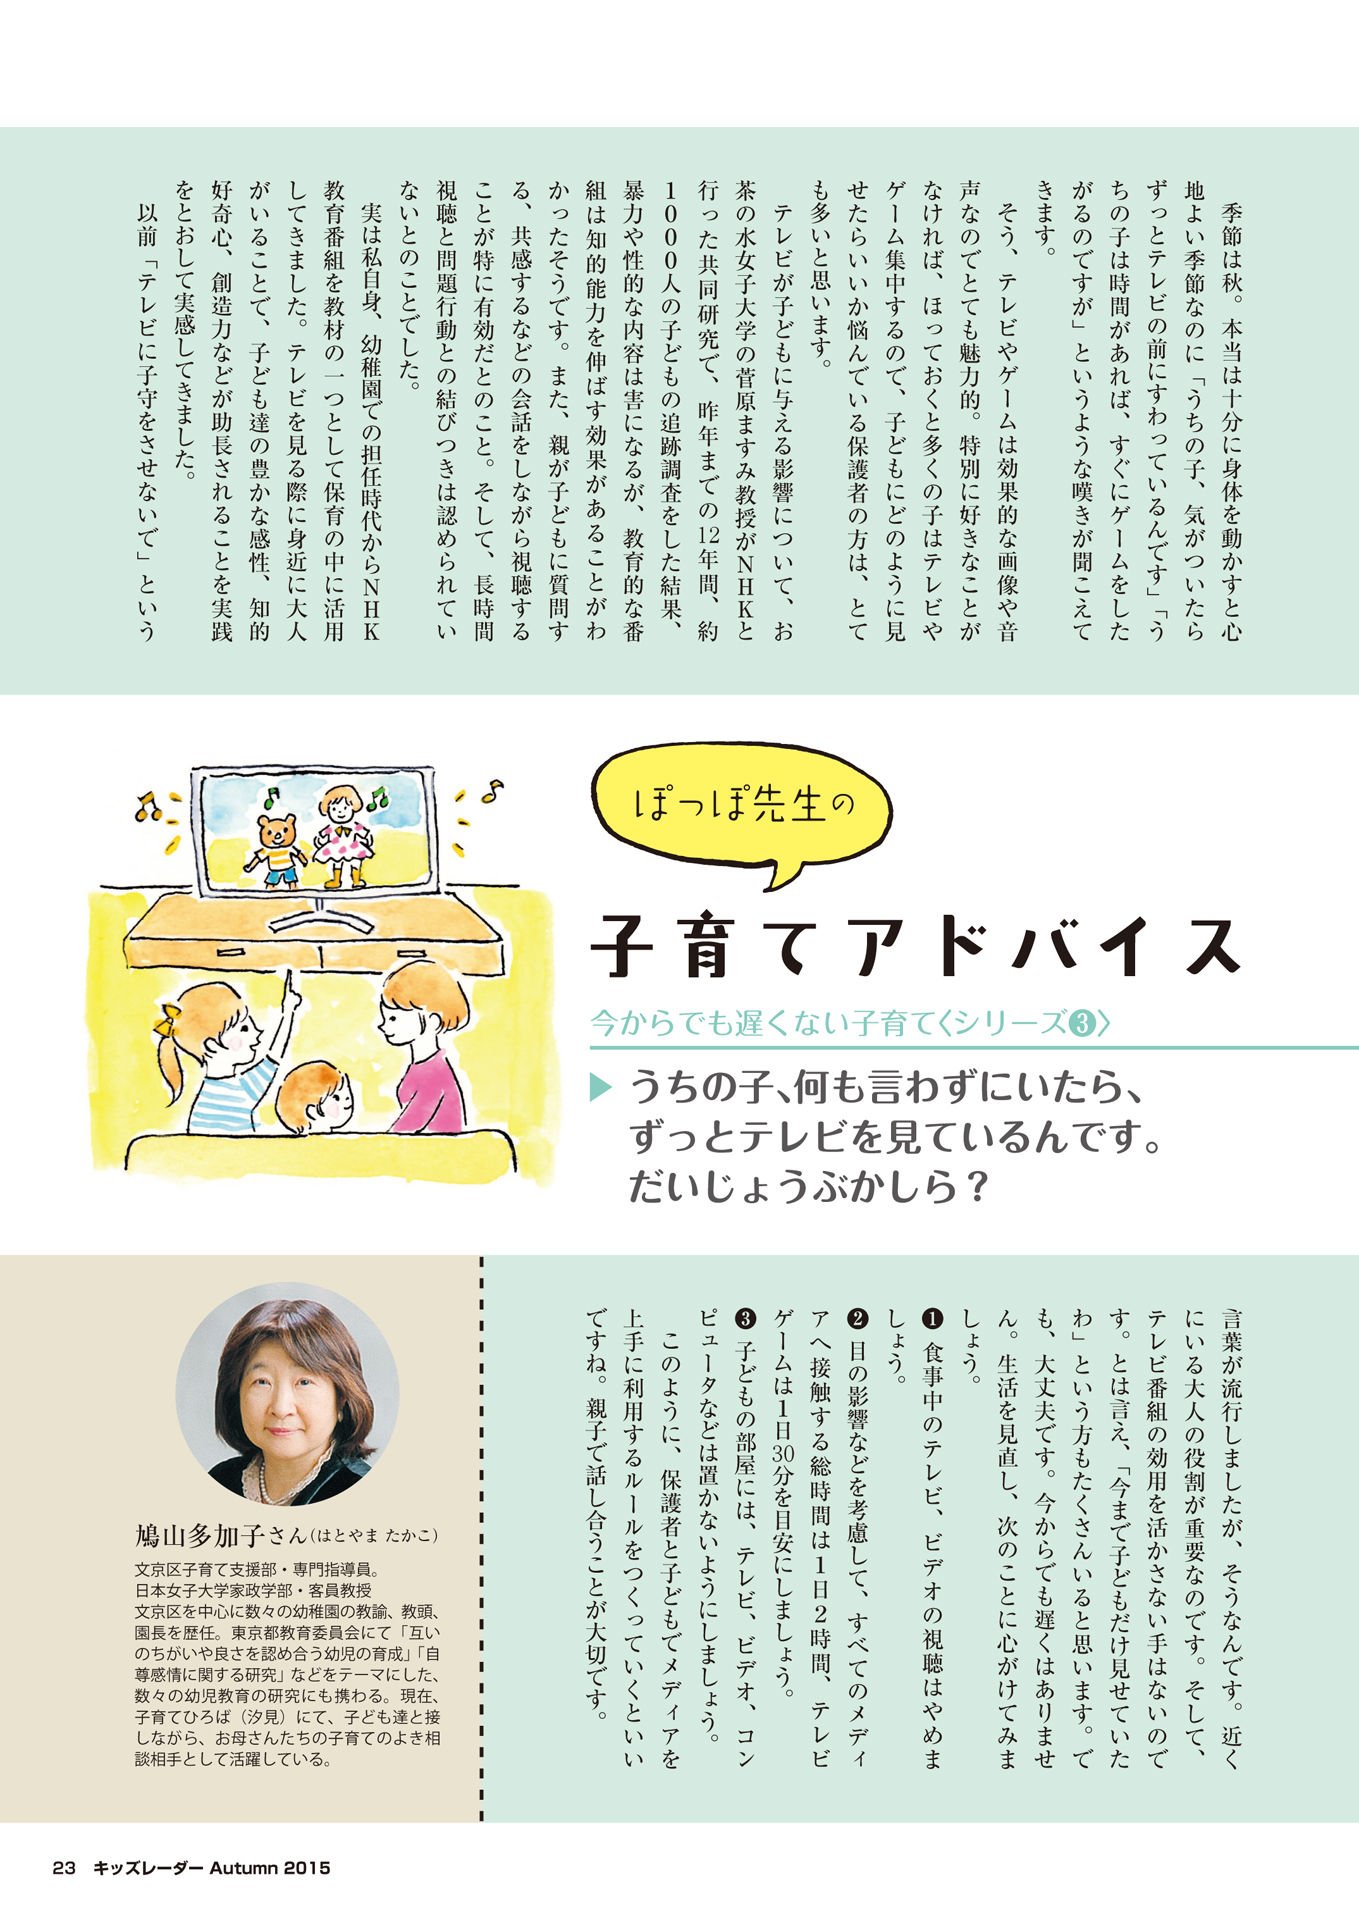 ぽっぽ先生の
子育てアドバイス
今からでも遅くない子育て〈シリーズ❸〉
▶うちの子、何も言わずにいたら、
ずっとテレビを見ているんです。
だいじょうぶかしら？
季節は秋。本当は十分に身体を動かすと心
地よい季節なのに「うちの子、気がついたら
ずっとテレビの前にすわっているんです」「う
ちの子は時間があれば、すぐにゲームをした
がるのですが」というような嘆きが聞こえて
きます。
そう、テレビやゲームは効果的な画像や音
声なのでとても魅力的。特別に好きなことが
なければ、ほっておくと多くの子はテレビや
ゲーム集中するので、子どもにどのように見
せたらいいか悩んでいる保護者の方は、とて
も多いと思います。
テレビが子どもに与える影響について、お
茶の水女子大学の菅原ますみ教授がNHKと
行った共同研究で、昨年までの12年間、約
1000人の子どもの追跡調査をした結果、
暴力や性的な内容は害になるが、教育的な番
組は知的能力を伸ばす効果があることがわ
かったそうです。また、親が子どもに質問す
る、共感するなどの会話をしながら視聴する
ことが特に有効だとのこと。そして、長時間
視聴と問題行動との結びつきは認められてい
ないとのことでした。
実は私自身、幼稚園での担任時代からNHK
教育番組を教材の一つとして保育の中に活用
してきました。テレビを見る際に身近に大人
がいることで、子ども達の豊かな感性、知的
好奇心、創造力などが助長されることを実践
をとおして実感してきました。
以前「テレビに子守をさせないで」という
言葉が流行しましたが、そうなんです。近く
にいる大人の役割が重要なのです。そして、
テレビ番組の効用を活かさない手はないので
す。とは言え、「今まで子どもだけ見せていた
わ」という方もたくさんいると思います。で
も、大丈夫です。今からでも遅くはありませ
ん。生活を見直し、次のことに心がけてみま
しょう。
❶ 食事中のテレビ、ビデオの視聴はやめま
しょう。
❷ 目の影響などを考慮して、すべてのメディ
アへ接触する総時間は1日2時間、テレビ
ゲームは1日30分を目安にしましょう。
❸ 子どもの部屋には、テレビ、ビデオ、コン
ピュータなどは置かないようにしましょう。
このように、保護者と子どもでメディアを
上手に利用するルールをつくっていくといい
ですね。親子で話し合うことが大切です。
鳩山多加子さん（はとやま たかこ）
文京区子育て支援部・専門指導員。
日本女子大学家政学部・客員教授
文京区を中心に数々の幼稚園の教諭、教頭、
園長を歴任。東京都教育委員会にて「互い
のちがいや良さを認め合う幼児の育成」「自
尊感情に関する研究」などをテーマにした、
数々の幼児教育の研究にも携わる。現在、
子育てひろば（汐見）にて、子ども達と接
しながら、お母さんたちの子育てのよき相
談相手として活躍している。
23 キッズレーダー Autumn 2015